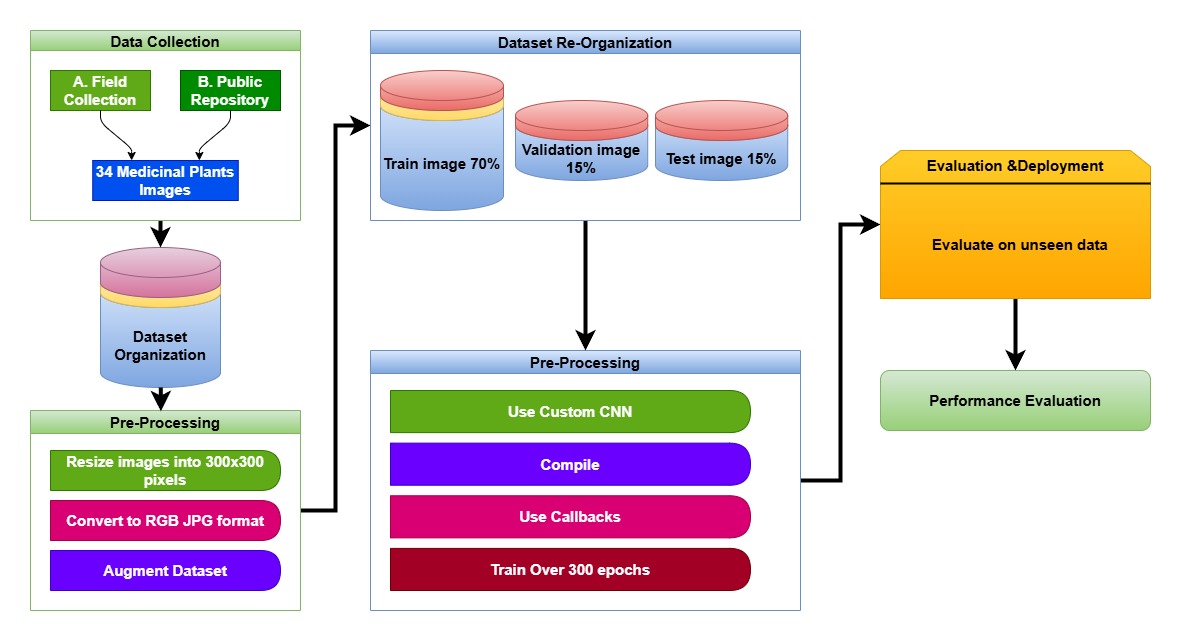 Data Collection
A. Field
Collection
B. Public
Repository
34 Medicinal Plants
Images
Dataset
Organization
Pre-Processing
Resize images into 300x300
pixels
Convert to RGB JPG format
Augment Dataset
Dataset Re-Organization
Train image 70%
Validation image
15%
Test image 15%
Pre-Processing
Use Custom CNN
Compile
Use Callbacks
Train Over 300 epochs
Evaluation &Deployment
Evaluate on unseen data
Performance Evaluation